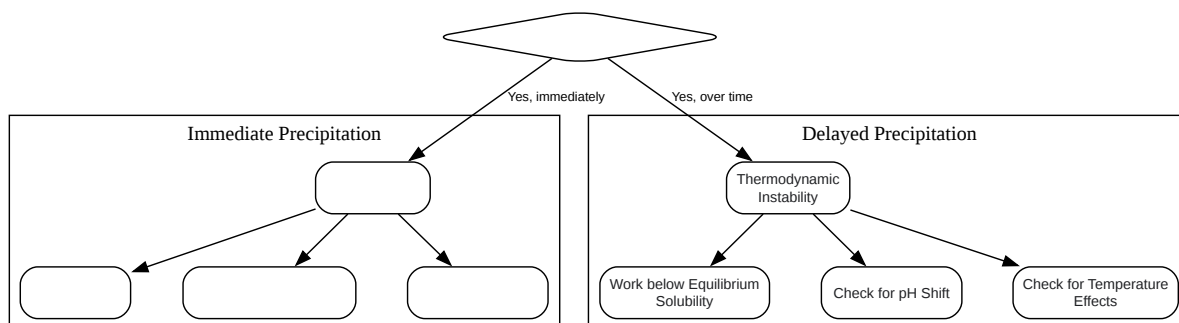 Yes, immediately
Yes, over time
Immediate Precipitation
Delayed Precipitation
Thermodynamic
Instability
Work below Equilibrium
Solubility
Check for pH Shift
Check for Temperature
Effects